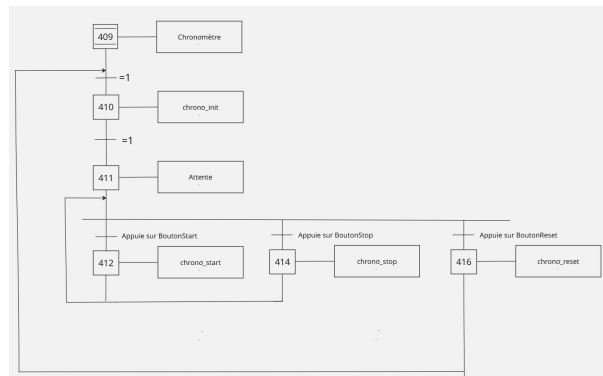 409
Chronomètre
=1
410
chrono_init
=1
411
Attente
Appuie sur BoutonStart
Appuie sur BoutonStop
Appuie sur BoutonReset
412
chrono_start
414
chrono_stop
416
chrono_reset